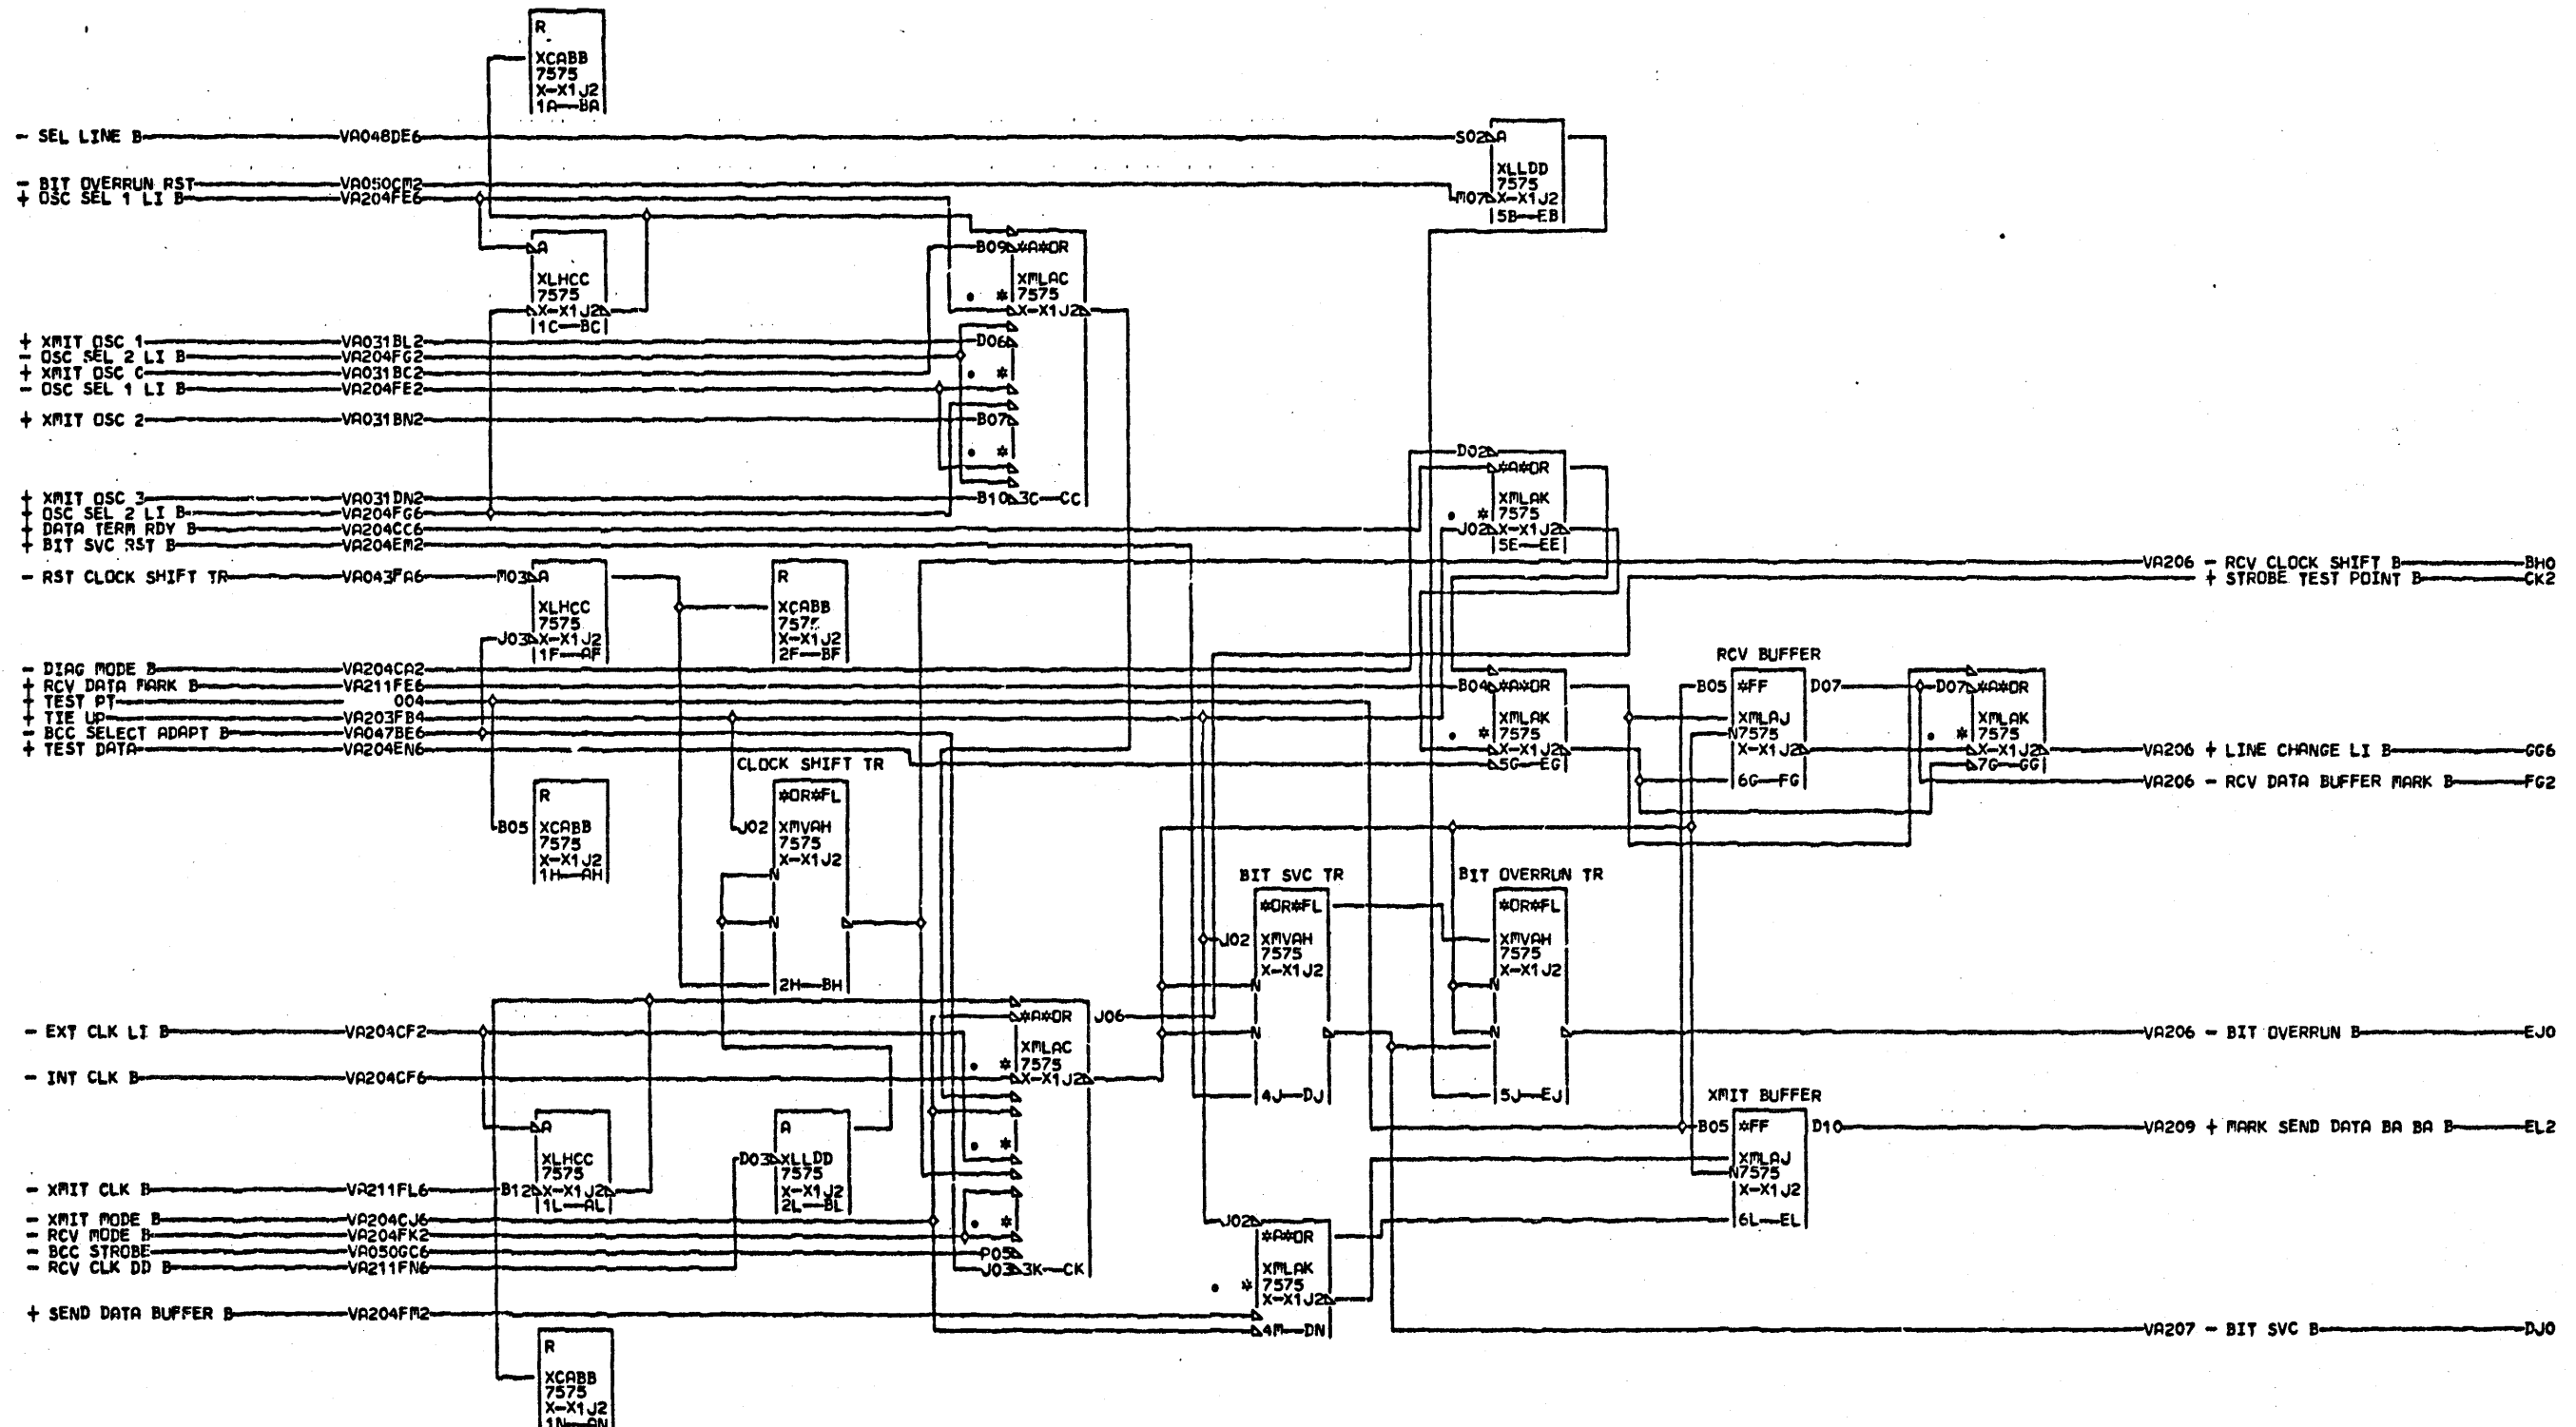 R
XCABB
7575
X-X1J2
1A BA
- SEL LINE B VA048DE6
- BIT OVERRUN RST VA050CM2
+ OSC SEL 1 LI B VA204FE6
S02 A
XLLDD
7575
M07 X-X1J2
5B EB
A
XLHCC
7575
X-X1J2
1C BC
B09 *A*OR
XMLAC
7575
X-X1J2
D06
B07
B10 3C CC
+ XMIT OSC 1 VA031BL2
- OSC SEL 2 LI B VA204FG2
+ XMIT OSC C VA031BC2
- OSC SEL 1 LI B VA204FE2
+ XMIT OSC 2 VA031BN2
+ XMIT OSC 3 VA031DN2
+ OSC SEL 2 LI B VA204FG6
+ DATA TERM RDY B VA204CC6
+ BIT SVC RST B VA204EM2
- RST CLOCK SHIFT TR VA043FA6
D02
*A*OR
XMLAK
* 7575
J02 X-X1J2
5E EE
M03 A
XLHCC
7575
J03 X-X1J2
1F AF
R
XCABB
X-X1J2
2F BF
VA206 - RCV CLOCK SHIFT B BH0
+ STROBE TEST POINT B CK2
- DIAG MODE B VA204CA2
+ RCV DATA MARK B VA211FE6
+ TEST PT 004
+ TIE UP VA203FB4
- BCC SELECT ADAPT B VA047BE6
+ TEST DATA VA204EN6
B04 *A*OR
XMLAK
* 7575
X-X1J2
5G EG
RCV BUFFER
B05 *FF D07
XMLAJ
N7575
X-X1J2
6G FG
D07 *A*OR
XMLAK
* 7575
X-X1J2
7G GG
VA206 + LINE CHANGE LI B GG6
VA206 - RCV DATA BUFFER MARK B FG2
R
B05 XCABB
7575
X-X1J2
1H AH
CLOCK SHIFT TR
*OR*FL
J02 XMVAH
7575
X-X1J2
N
N
2H BH
BIT SVC TR
*OR*FL
J02 XMVAH
7575
X-X1J2
N
N
4J DJ
BIT OVERRUN TR
*OR*FL
XMVAH
7575
X-X1J2
N
N
5J EJ
VA206 - BIT OVERRUN B EJ0
- EXT CLK LI B VA204CF2
- INT CLK B VA204CF6
*A*OR J06
XMLAC
7575
X-X1J2
P05
J03 3K CK
A
XLHCC
7575
B12 X-X1J2
1L AL
A
D03 XLLDD
7575
X-X1J2
2L BL
XMIT BUFFER
B05 *FF D10
XMLAJ
N7575
X-X1J2
6L EL
VA209 + MARK SEND DATA BA BA B EL2
- XMIT CLK B VA211FL6
- XMIT MODE B VA204CJ6
- RCV MODE B VA204FK2
- BCC STROBE VA050GC6
- RCV CLK DD B VA211FN6
+ SEND DATA BUFFER B VA204FM2
J02
*A*OR
XMLAK
* 7575
X-X1J2
4M DN
VA207 - BIT SVC B DJ0
R
XCABB
7575
X-X1J2
1N AN